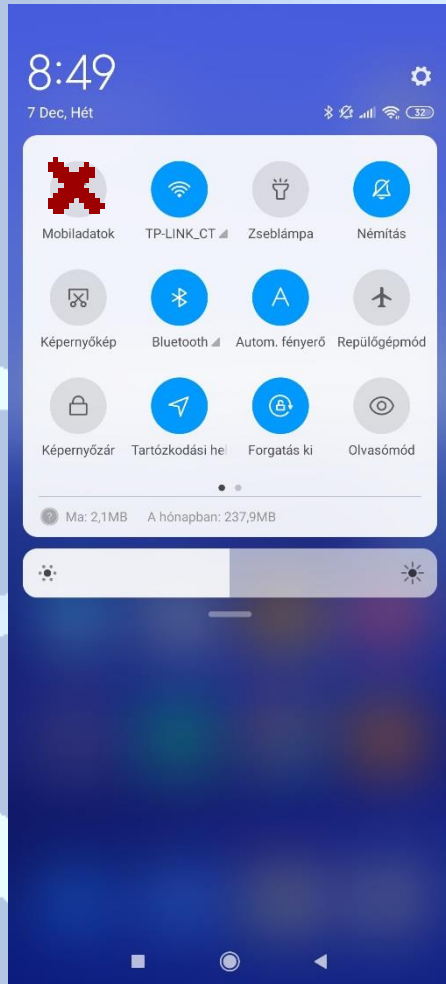 8:49
7 Dec, Hét
32
Mobiladatok TP-LINK_CT Zseblámpa Némítás
Képernyőkép Bluetooth Autom. fényerő Repülőgépmód
Képernyőzár Tartózkodási hel Forgatás ki Olvasómód
? Ma: 2,1MB A hónapban: 237,9MB